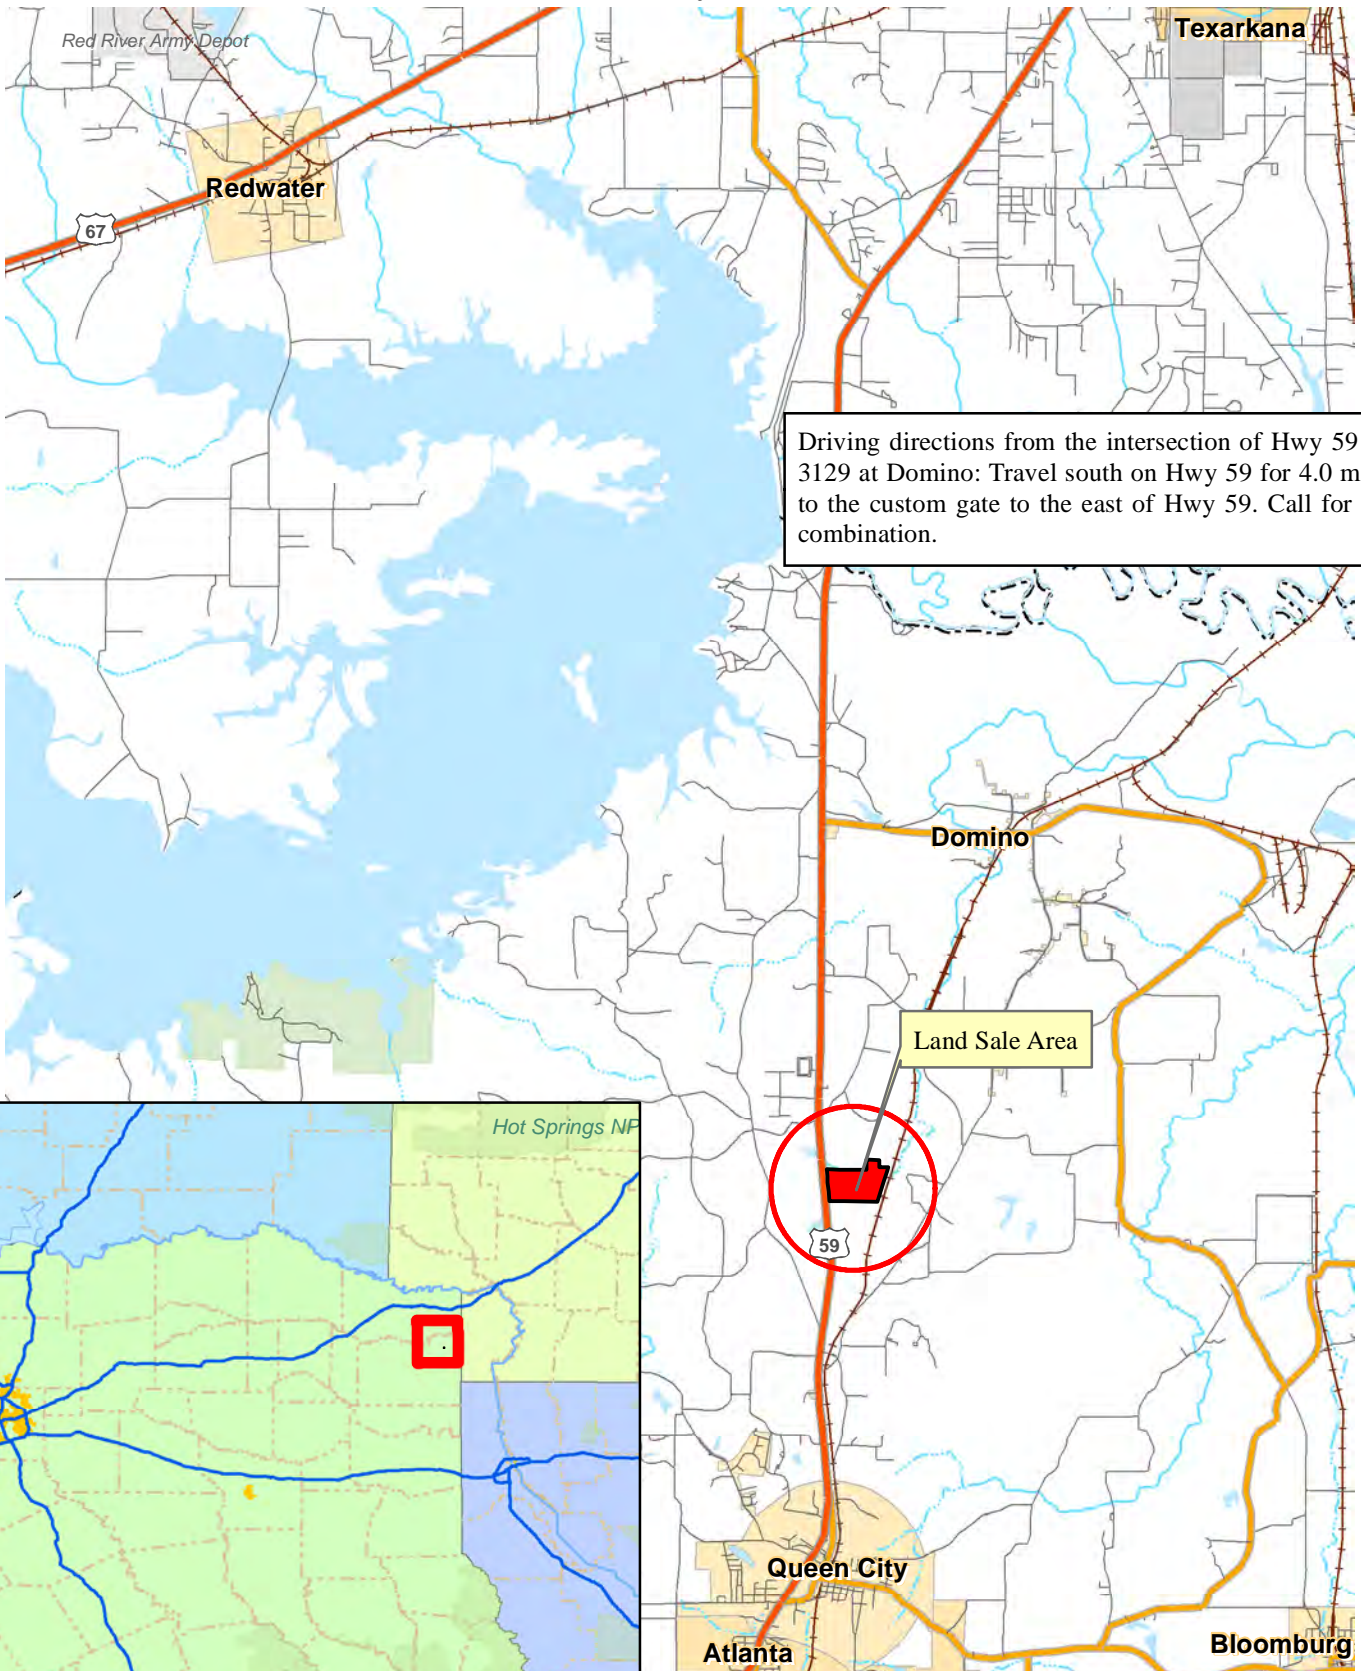 Red River Army Depot
Texarkana
Redwater
67
Driving directions from the intersection of Hwy 59
3129 at Domino: Travel south on Hwy 59 for 4.0 m
to the custom gate to the east of Hwy 59. Call for
combination.
Domino
Land Sale Area
Hot Springs NP
59
Queen City
Atlanta
Bloomburg